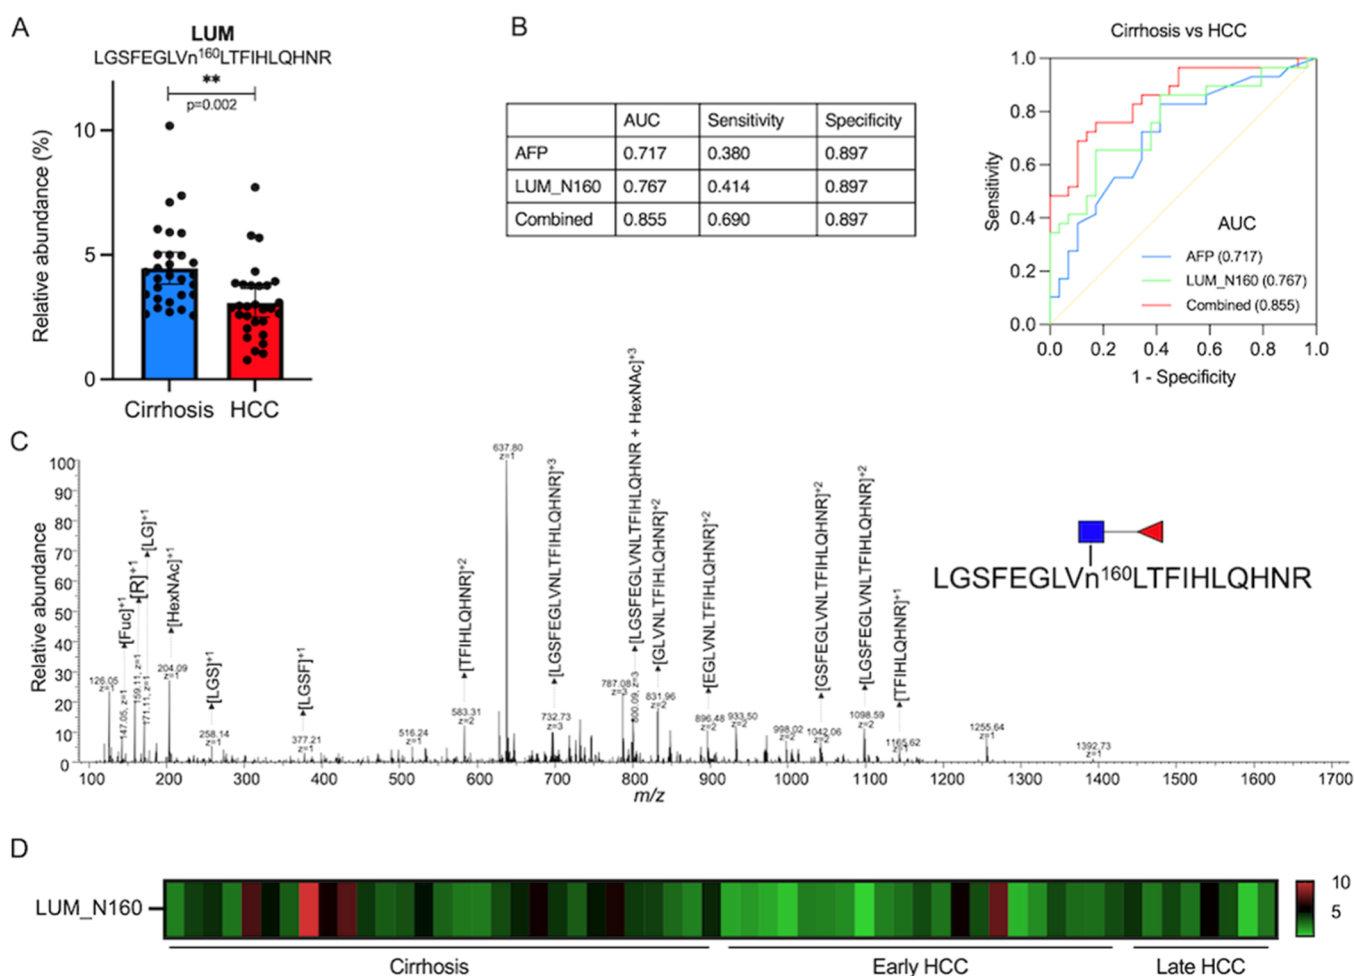 A
LUM
LGSFEGLVn¹⁶⁰LTFIHLQHNR
**
p=0.002
Relative abundance (%)
10
5
0
Cirrhosis HCC
B
AUC Sensitivity Specificity
AFP 0.717 0.380 0.897
LUM_N160 0.767 0.414 0.897
Combined 0.855 0.690 0.897
Cirrhosis vs HCC
Sensitivity
1.0
0.8
0.6
0.4
0.2
0.0
AUC
AFP (0.717)
LUM_N160 (0.767)
Combined (0.855)
0.0 0.2 0.4 0.6 0.8 1.0
1 - Specificity
C
Relative abundance
100
90
80
70
60
50
40
30
20
10
0
126.05
z=1
[Fuc]⁺¹
147.05, z=1
[R]⁺¹
159.11, z=1
[LG]⁺¹
171.11, z=1
[HexNAc]⁺¹
204.09
z=1
[LGS]⁺¹
258.14
z=1
[LGSF]⁺¹
377.21
z=1
516.24
z=1
[TFIHLQHNR]⁺²
583.31
z=2
637.80
z=1
[LGSFEGLVNLTFIHLQHNR]⁺³
732.73
z=3
787.08
z=3
[LGSFEGLVNLTFIHLQHNR + HexNAc]⁺³
800.09, z=3
[GLVNLTFIHLQHNR]⁺²
831.96
z=2
[EGLVNLTFIHLQHNR]⁺²
896.48
z=2
933.50
z=2
998.02
z=2
[GSFEGLVNLTFIHLQHNR]⁺²
1042.06
z=2
[LGSFEGLVNLTFIHLQHNR]⁺²
1098.59
z=2
[TFIHLQHNR]⁺¹
1165.62
z=1
1255.64
z=1
1392.73
z=1
100 200 300 400 500 600 700 800 900 1000 1100 1200 1300 1400 1500 1600 1700
m/z
LGSFEGLVn¹⁶⁰LTFIHLQHNR
D
LUM_N160
10
5
Cirrhosis Early HCC Late HCC